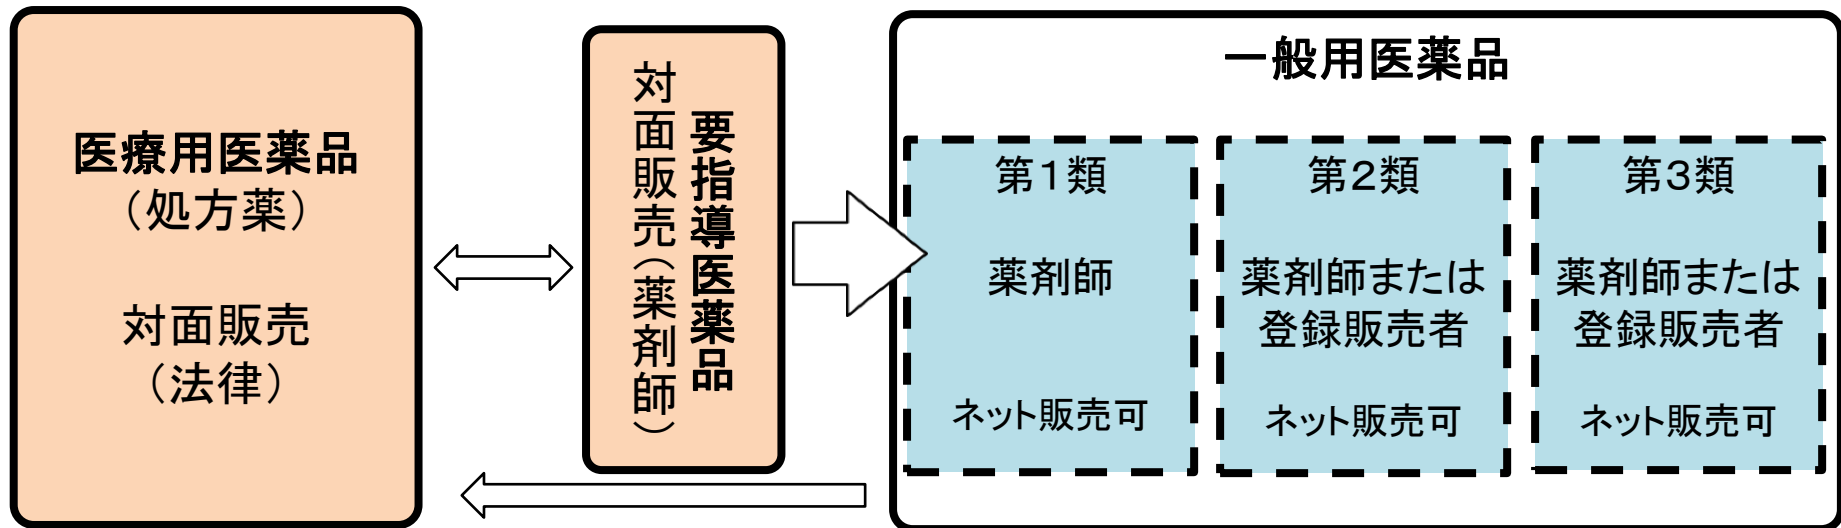 医療用医薬品
（処方薬）
対面販売
（法律）
要指導医薬品
対面販売（薬剤師）
一般用医薬品
第１類
薬剤師
ネット販売可
第２類
薬剤師または
登録販売者
ネット販売可
第３類
薬剤師または
登録販売者
ネット販売可